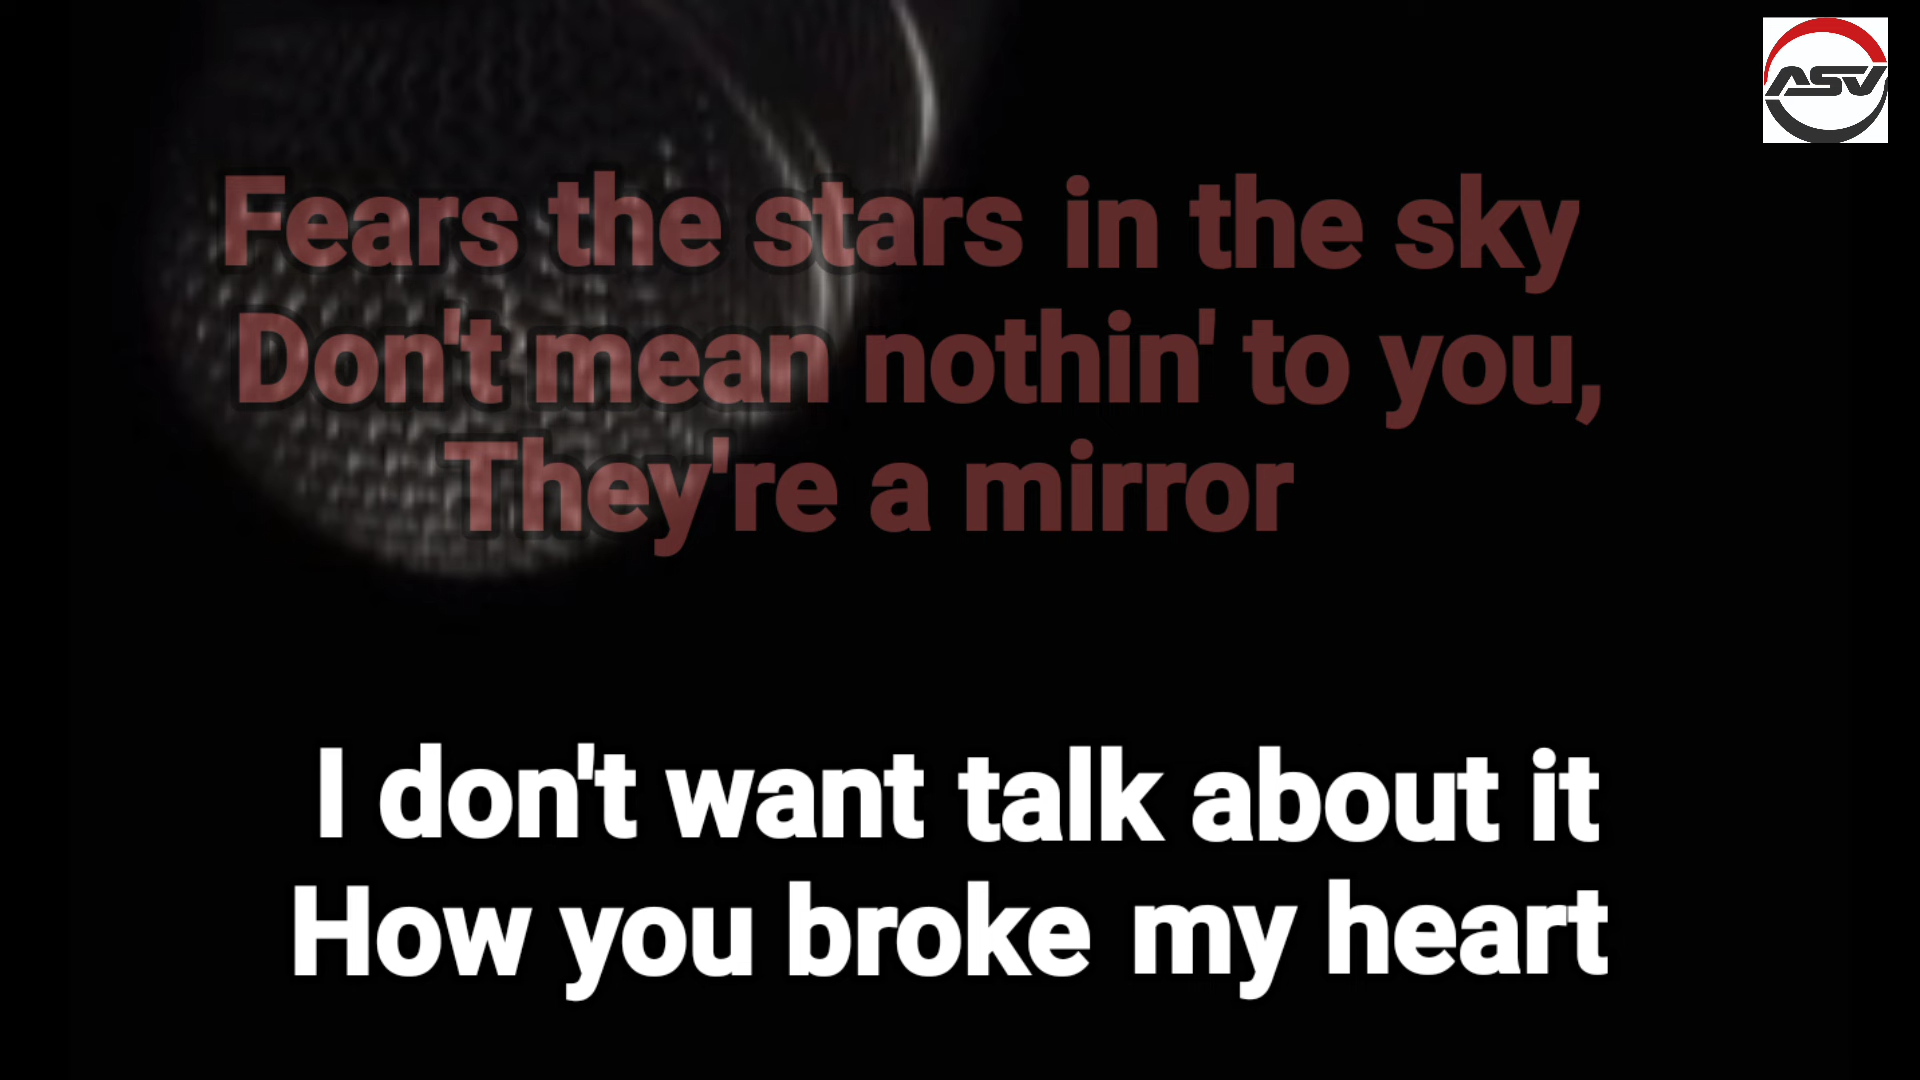 ASV
Fears the stars in the sky
Don't mean nothin' to you,
They're a mirror
I don't want talk about it
How you broke my heart